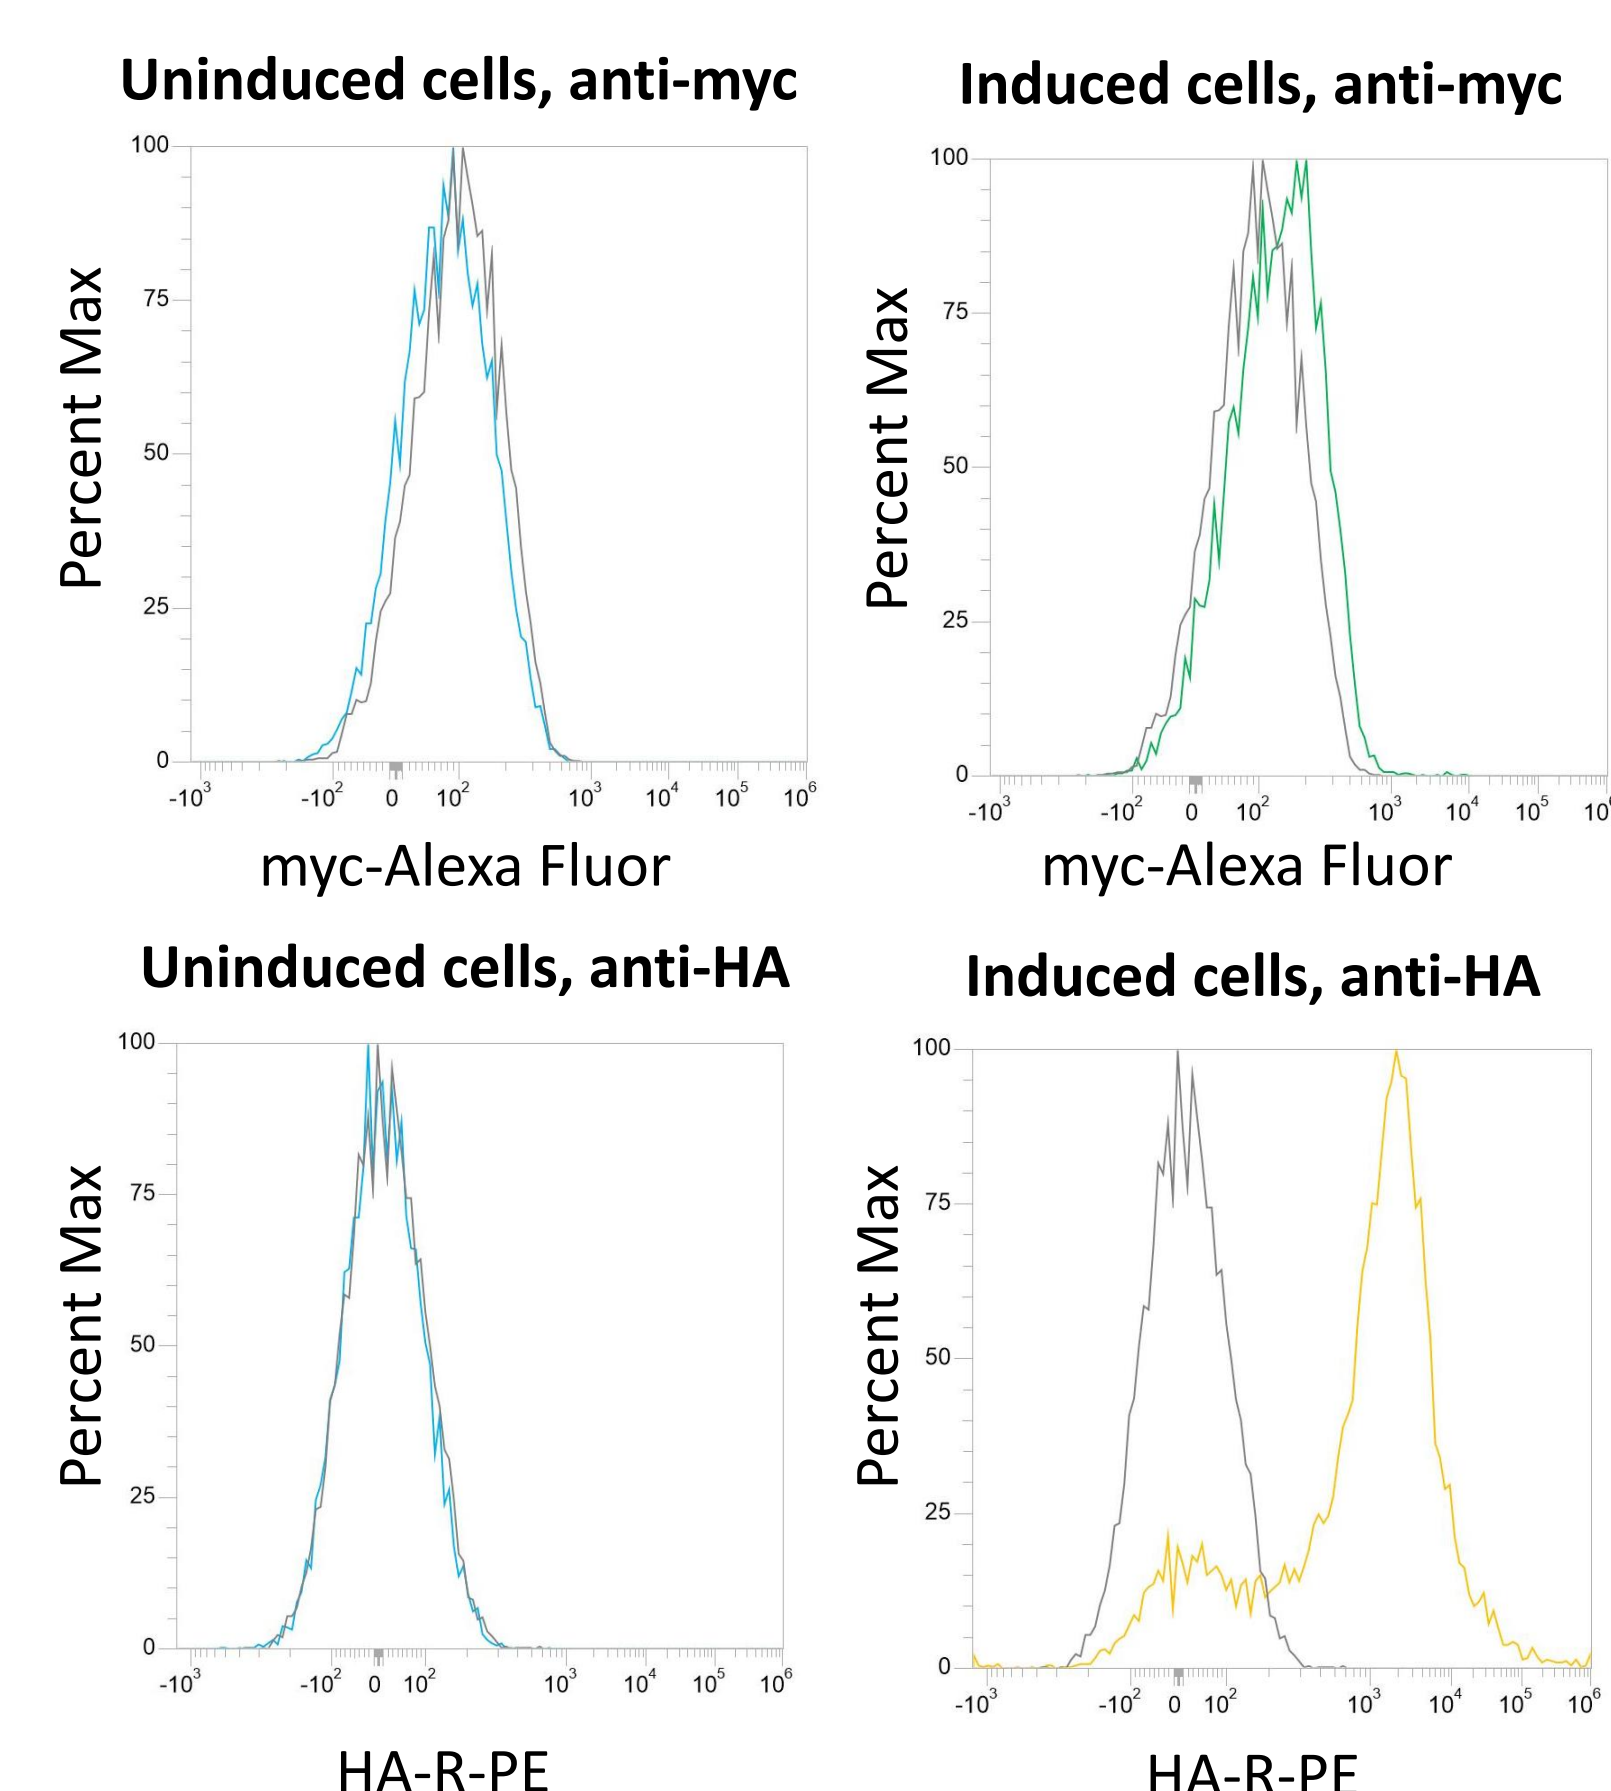 Uninduced cells, anti-myc
Percent Max
100
75
50
25
0
-10³ -10² 0 10² 10³ 10⁴ 10⁵ 10⁶
myc-Alexa Fluor
Induced cells, anti-myc
Percent Max
100
75
50
25
0
-10³ -10² 0 10² 10³ 10⁴ 10⁵ 10⁶
myc-Alexa Fluor
Uninduced cells, anti-HA
Percent Max
100
75
50
25
0
-10³ -10² 0 10² 10³ 10⁴ 10⁵ 10⁶
HA-R-PE
Induced cells, anti-HA
Percent Max
100
75
50
25
0
-10³ -10² 0 10² 10³ 10⁴ 10⁵ 10⁶
HA-R-PE